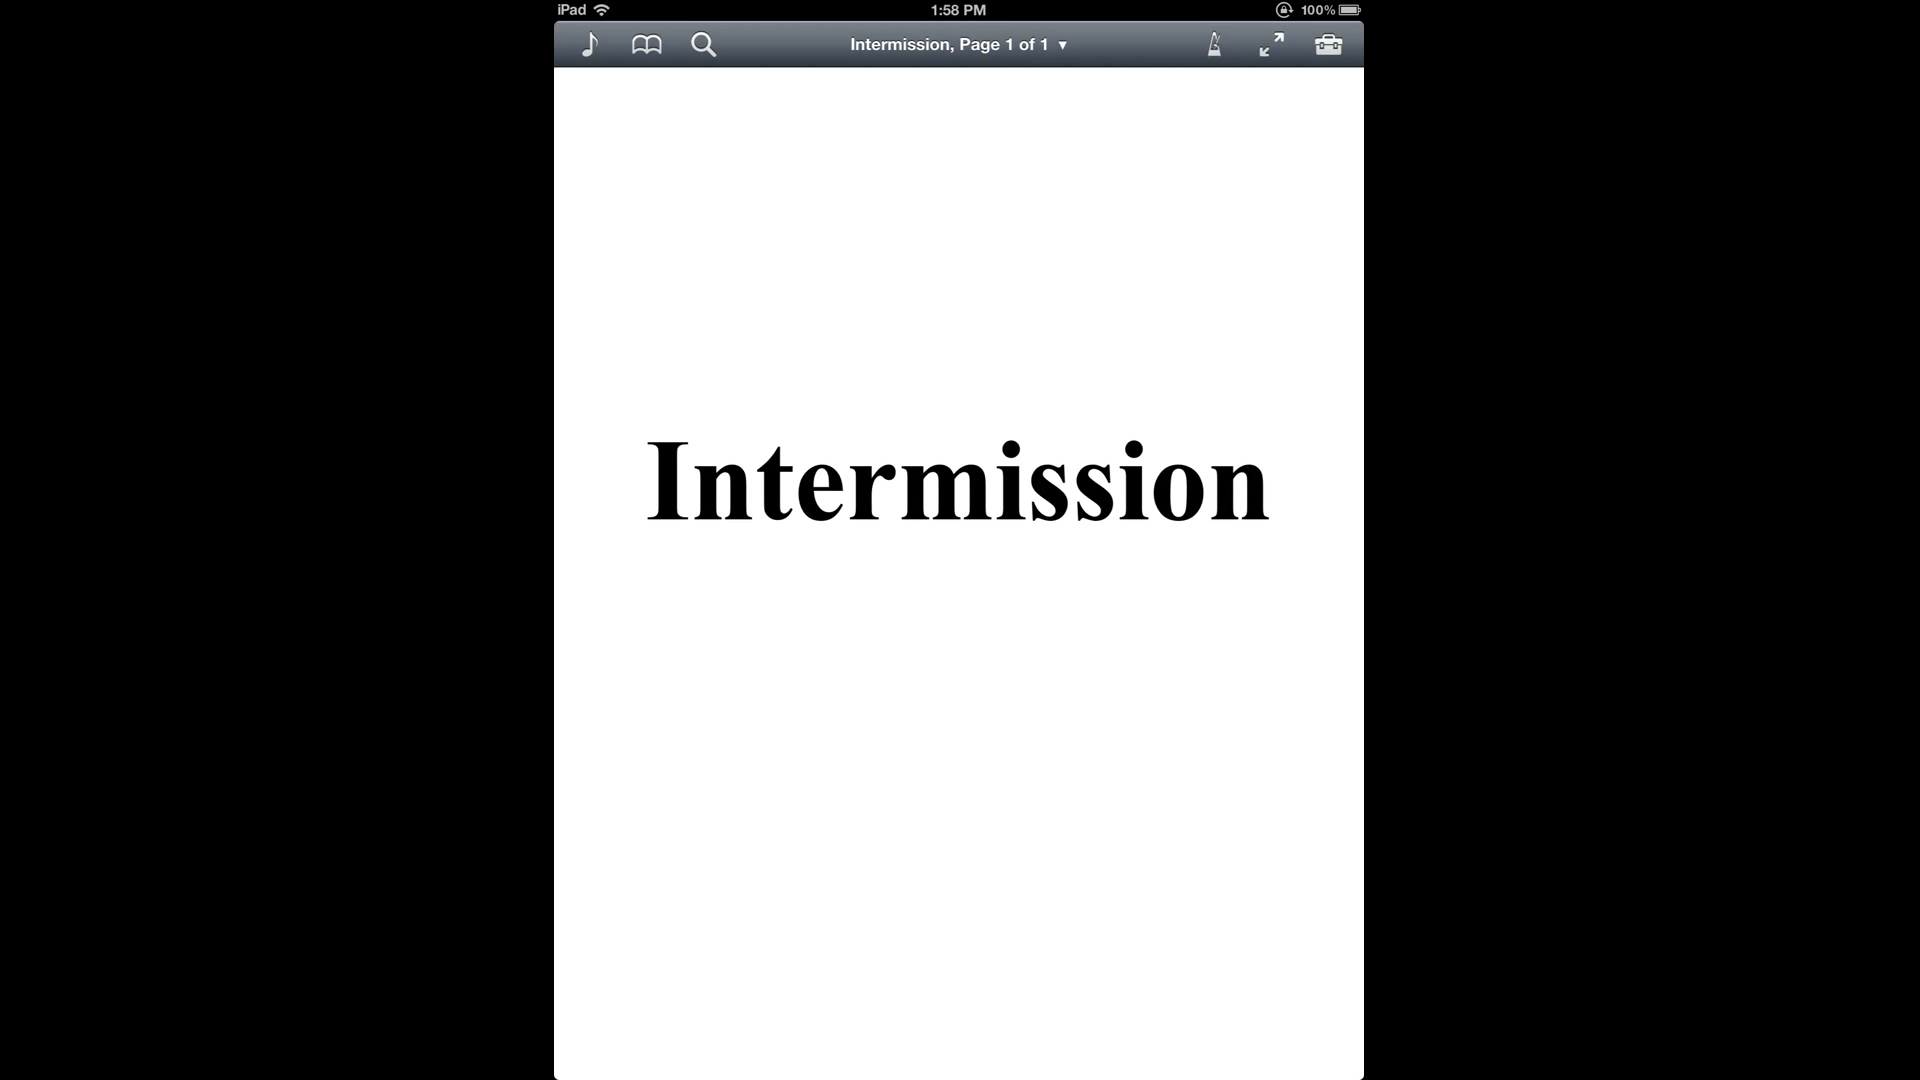 iPad 1:58 PM 100%
Intermission, Page 1 of 1 ▼
Intermission